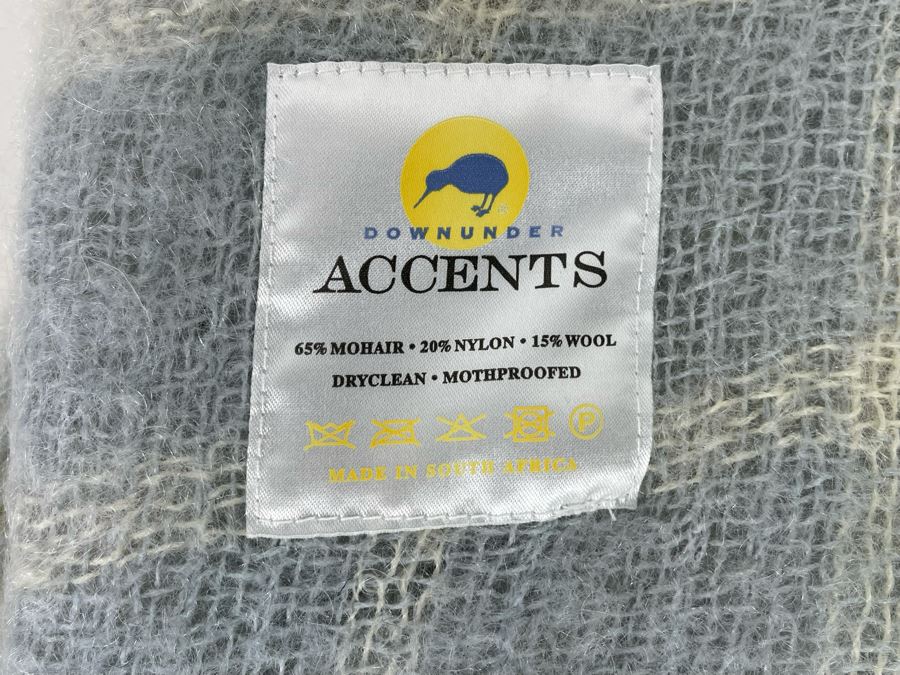 DOWNUNDER
ACCENTS
65% MOHAIR • 20% NYLON • 15% WOOL
DRYCLEAN • MOTHPROOFED
P
MADE IN SOUTH AFRICA